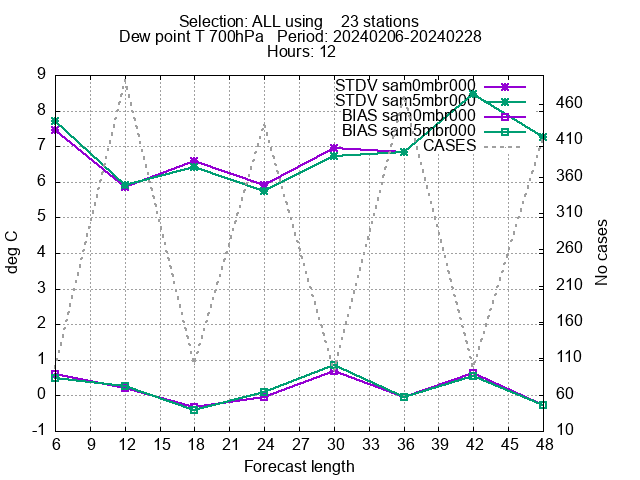 Selection: ALL using    23 stations
Dew point T 700hPa   Period: 20240206-20240228
Hours: 12
STDV sam0mbr000
STDV sam5mbr000
BIAS sam0mbr000
BIAS sam5mbr000
CASES
9
8
7
6
5
4
3
2
1
0
-1
deg C
460
410
360
310
260
210
160
110
60
10
No cases
6 9 12 15 18 21 24 27 30 33 36 39 42 45 48
Forecast length